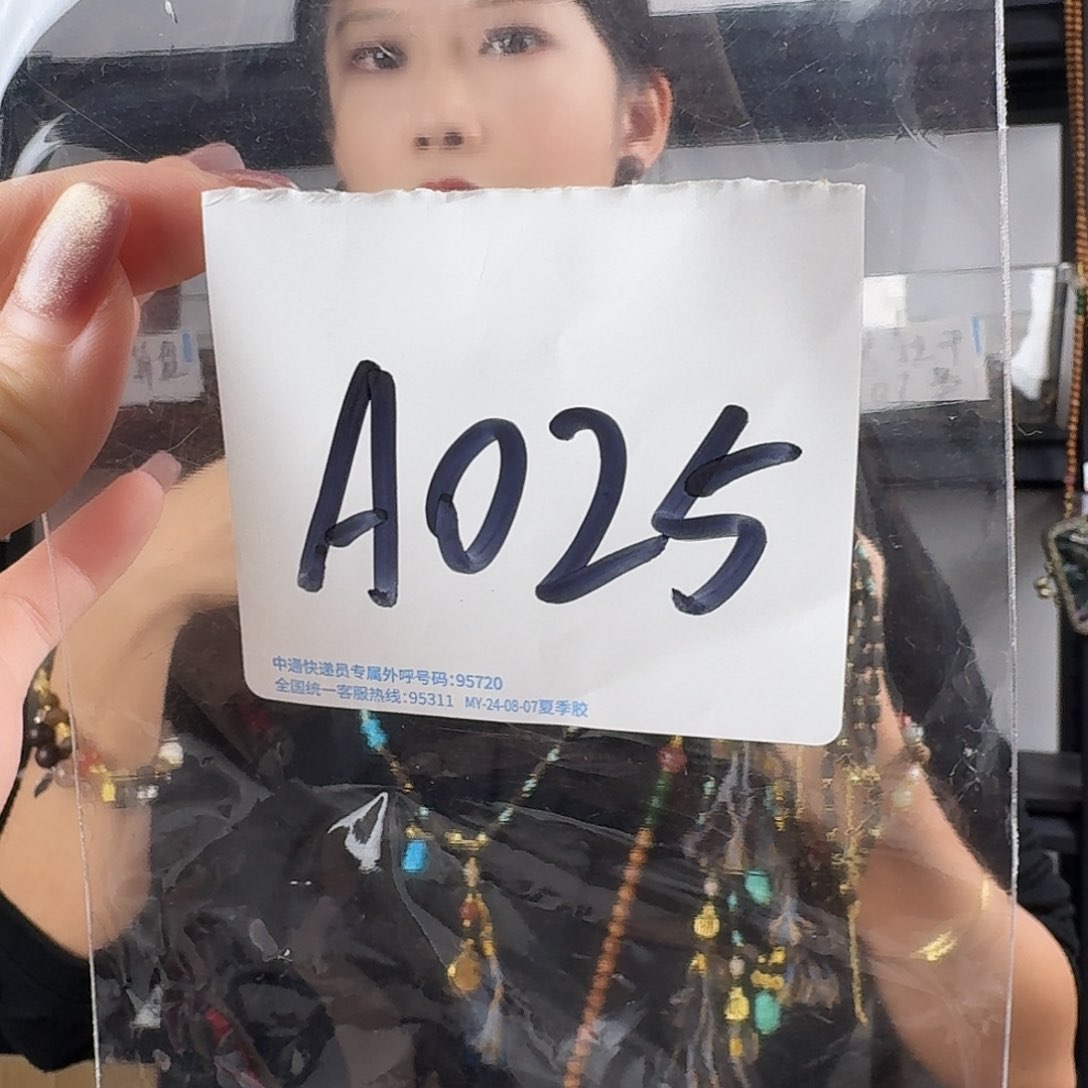 A025
中通快递员专属外呼号码:95720
全国统一客服热线:95311 MY-24-08-07夏季胶